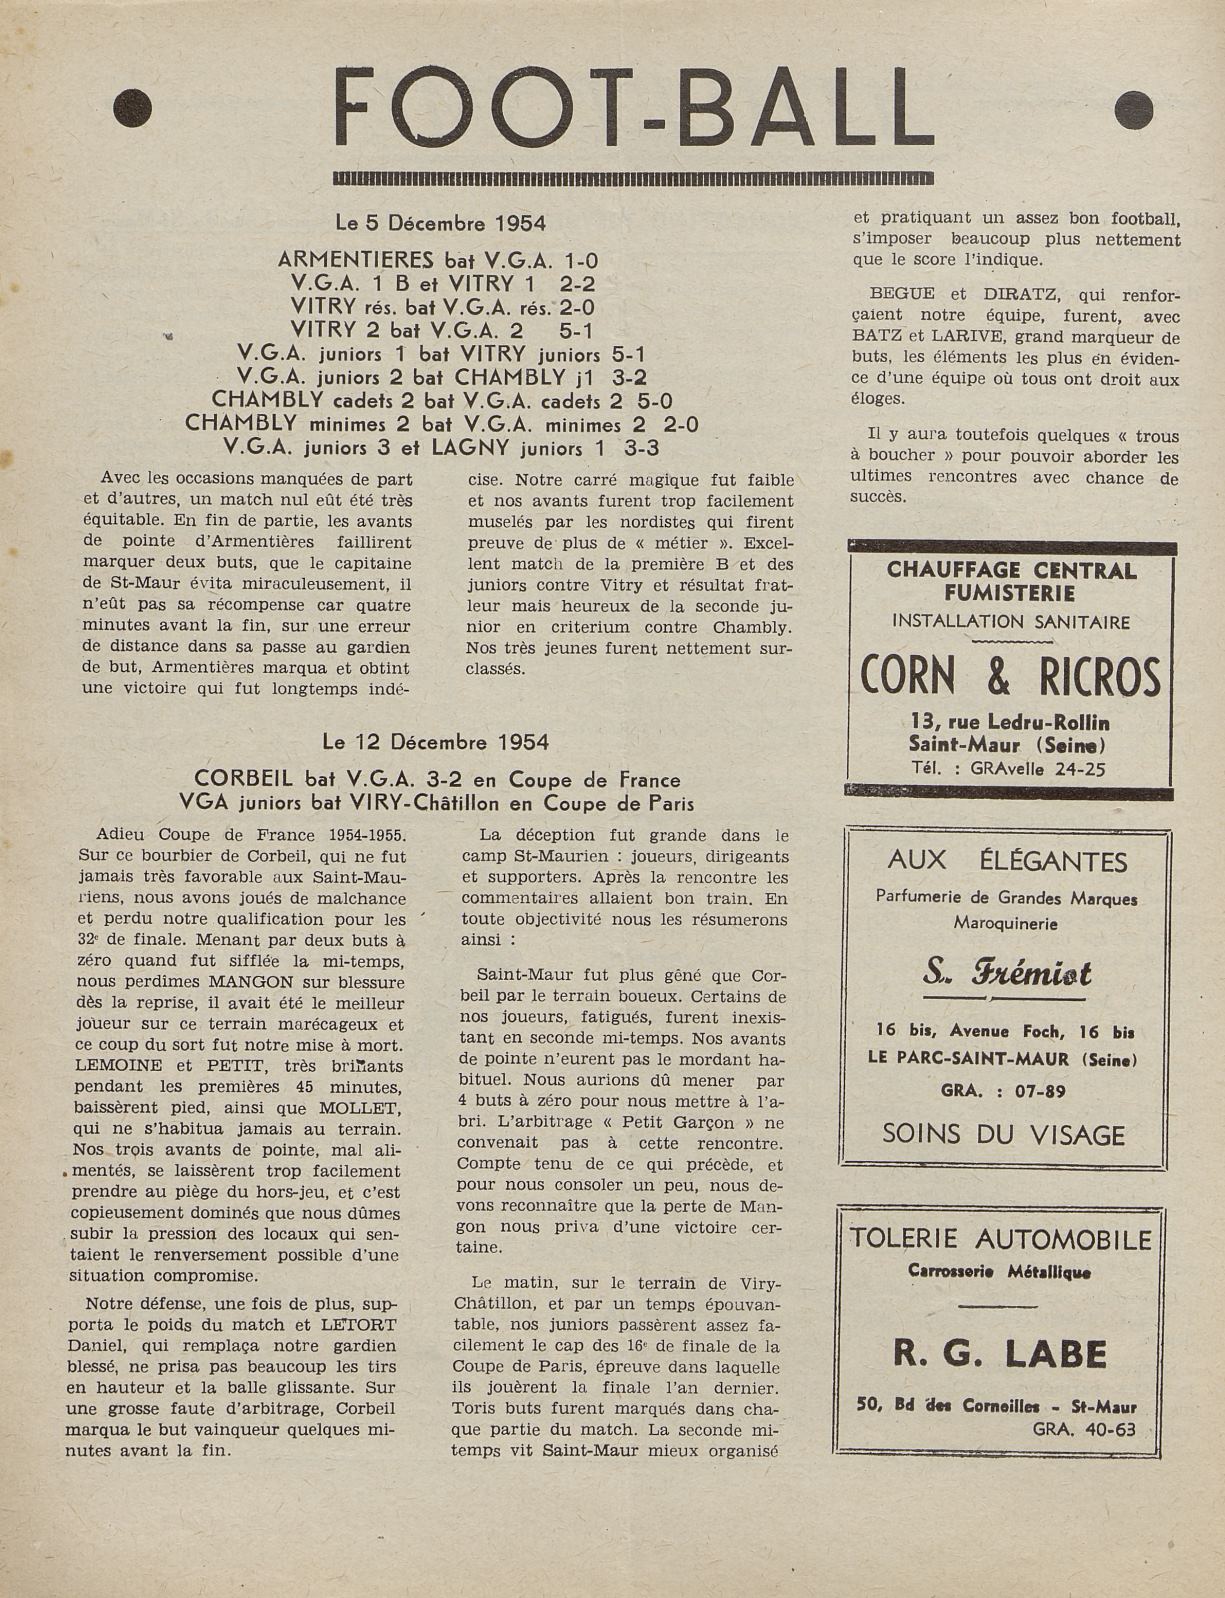 FOOT-BALL
Le 5 Décembre 1954
ARMENTIERES bat V.G.A. 1-0
V.G.A. 1 B et VITRY 1 2-2
VITRY rés. bat V.G.A. rés. 2-0
VITRY 2 bat V.G.A. 2 5-1
V.G.A. juniors 1 bat VITRY juniors 5-1
V.G.A. juniors 2 bat CHAMBLY j1 3-2
CHAMBLY cadets 2 bat V.G.A. cadets 2 5-0
CHAMBLY minimes 2 bat V.G.A. minimes 2 2-0
V.G.A. juniors 3 et LAGNY juniors 1 3-3
Avec les occasions manquées de part
et d'autres, un match nul eût été très
équitable. En fin de partie, les avants
de pointe d'Armentières faillirent
marquer deux buts, que le capitaine
de St-Maur évita miraculeusement, il
n'eût pas sa récompense car quatre
minutes avant la fin, sur une erreur
de distance dans sa passe au gardien
de but, Armentières marqua et obtint
une victoire qui fut longtemps indé-
cise. Notre carré magique fut faible
et nos avants furent trop facilement
muselés par les nordistes qui firent
preuve de plus de « métier ». Excel-
lent match de la première B et des
juniors contre Vitry et résultat frat-
leur mais heureux de la seconde ju-
nior en criterium contre Chambly.
Nos très jeunes furent nettement sur-
classés.
Le 12 Décembre 1954
CORBEIL bat V.G.A. 3-2 en Coupe de France
VGA juniors bat VIRY-Châtillon en Coupe de Paris
Adieu Coupe de France 1954-1955.
Sur ce bourbier de Corbeil, qui ne fut
jamais très favorable aux Saint-Mau-
riens, nous avons joués de malchance
et perdu notre qualification pour les
32e de finale. Menant par deux buts à
zéro quand fut sifflée la mi-temps,
nous perdîmes MANGON sur blessure
dès la reprise, il avait été le meilleur
joueur sur ce terrain marécageux et
ce coup du sort fut notre mise à mort.
LEMOINE et PETIT, très brillants
pendant les premières 45 minutes,
baissèrent pied, ainsi que MOLLET,
qui ne s'habitua jamais au terrain.
Nos trois avants de pointe, mal ali-
mentés, se laissèrent trop facilement
prendre au piège du hors-jeu, et c'est
copieusement dominés que nous dûmes
subir la pression des locaux qui sen-
taient le renversement possible d'une
situation compromise.
Notre défense, une fois de plus, sup-
porta le poids du match et LETORT
Daniel, qui remplaça notre gardien
blessé, ne prisa pas beaucoup les tirs
en hauteur et la balle glissante. Sur
une grosse faute d'arbitrage, Corbeil
marqua le but vainqueur quelques mi-
nutes avant la fin.
La déception fut grande dans le
camp St-Maurien : joueurs, dirigeants
et supporters. Après la rencontre les
commentaires allaient bon train. En
toute objectivité nous les résumerons
ainsi :
Saint-Maur fut plus gêné que Cor-
beil par le terrain boueux. Certains de
nos joueurs, fatigués, furent inexis-
tant en seconde mi-temps. Nos avants
de pointe n'eurent pas le mordant ha-
bituel. Nous aurions dû mener par
4 buts à zéro pour nous mettre à l'a-
bri. L'arbitrage « Petit Garçon » ne
convenait pas à cette rencontre.
Compte tenu de ce qui précède, et
pour nous consoler un peu, nous de-
vons reconnaître que la perte de Man-
gon nous priva d'une victoire cer-
taine.
Le matin, sur le terrain de Viry-
Châtillon, et par un temps épouvan-
table, nos juniors passèrent assez fa-
cilement le cap des 16e de finale de la
Coupe de Paris, épreuve dans laquelle
ils jouèrent la finale l'an dernier.
Toris buts furent marqués dans cha-
que partie du match. La seconde mi-
temps vit Saint-Maur mieux organisé
et pratiquant un assez bon football,
s'imposer beaucoup plus nettement
que le score l'indique.
BEGUE et DIRATZ, qui renfor-
çaient notre équipe, furent, avec
BATZ et LARIVE, grand marqueur de
buts, les éléments les plus en éviden-
ce d'une équipe où tous ont droit aux
éloges.
Il y aura toutefois quelques « trous
à boucher » pour pouvoir aborder les
ultimes rencontres avec chance de
succès.
CHAUFFAGE CENTRAL
FUMISTERIE
INSTALLATION SANITAIRE
CORN & RICROS
13, rue Ledru-Rollin
Saint-Maur (Seine)
Tél. : GRAvelle 24-25
AUX ÉLÉGANTES
Parfumerie de Grandes Marques
Maroquinerie
S. Frémiot
16 bis, Avenue Foch, 16 bis
LE PARC-SAINT-MAUR (Seine)
GRA. : 07-89
SOINS DU VISAGE
TOLERIE AUTOMOBILE
Carrosserie Métallique
R. G. LABE
50, Bd des Corneilles - St-Maur
GRA. 40-63